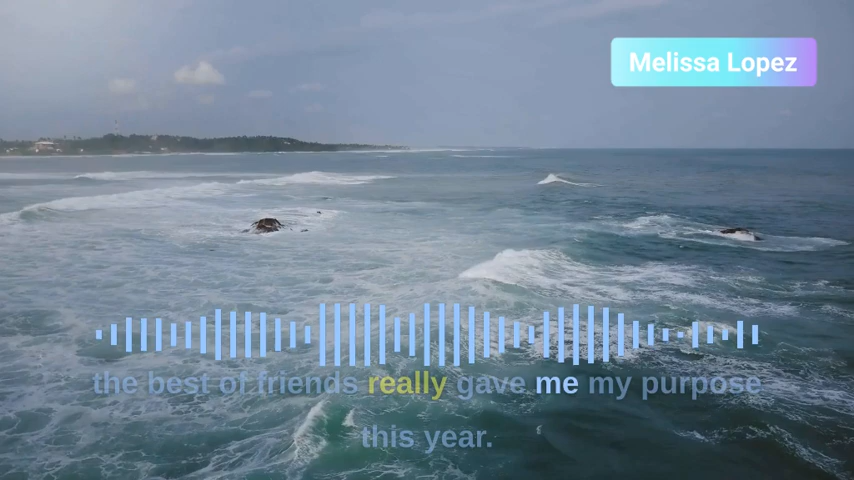 Melissa Lopez
the best of friends really gave me my purpose
this year.